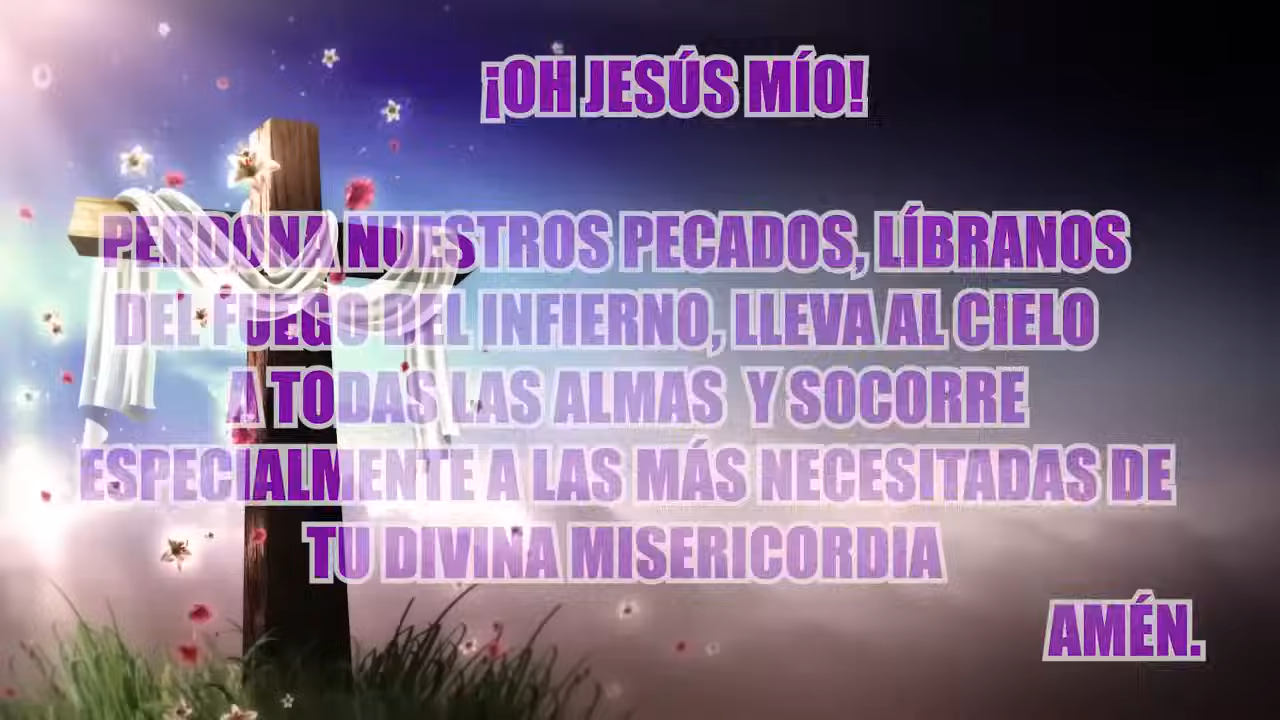 ¡OH JESÚS MÍO!
PERDONA NUESTROS PECADOS, LÍBRANOS
DEL FUEGO DEL INFIERNO, LLEVA AL CIELO
A TODAS LAS ALMAS Y SOCORRE
ESPECIALMENTE A LAS MÁS NECESITADAS DE
TU DIVINA MISERICORDIA
AMÉN.